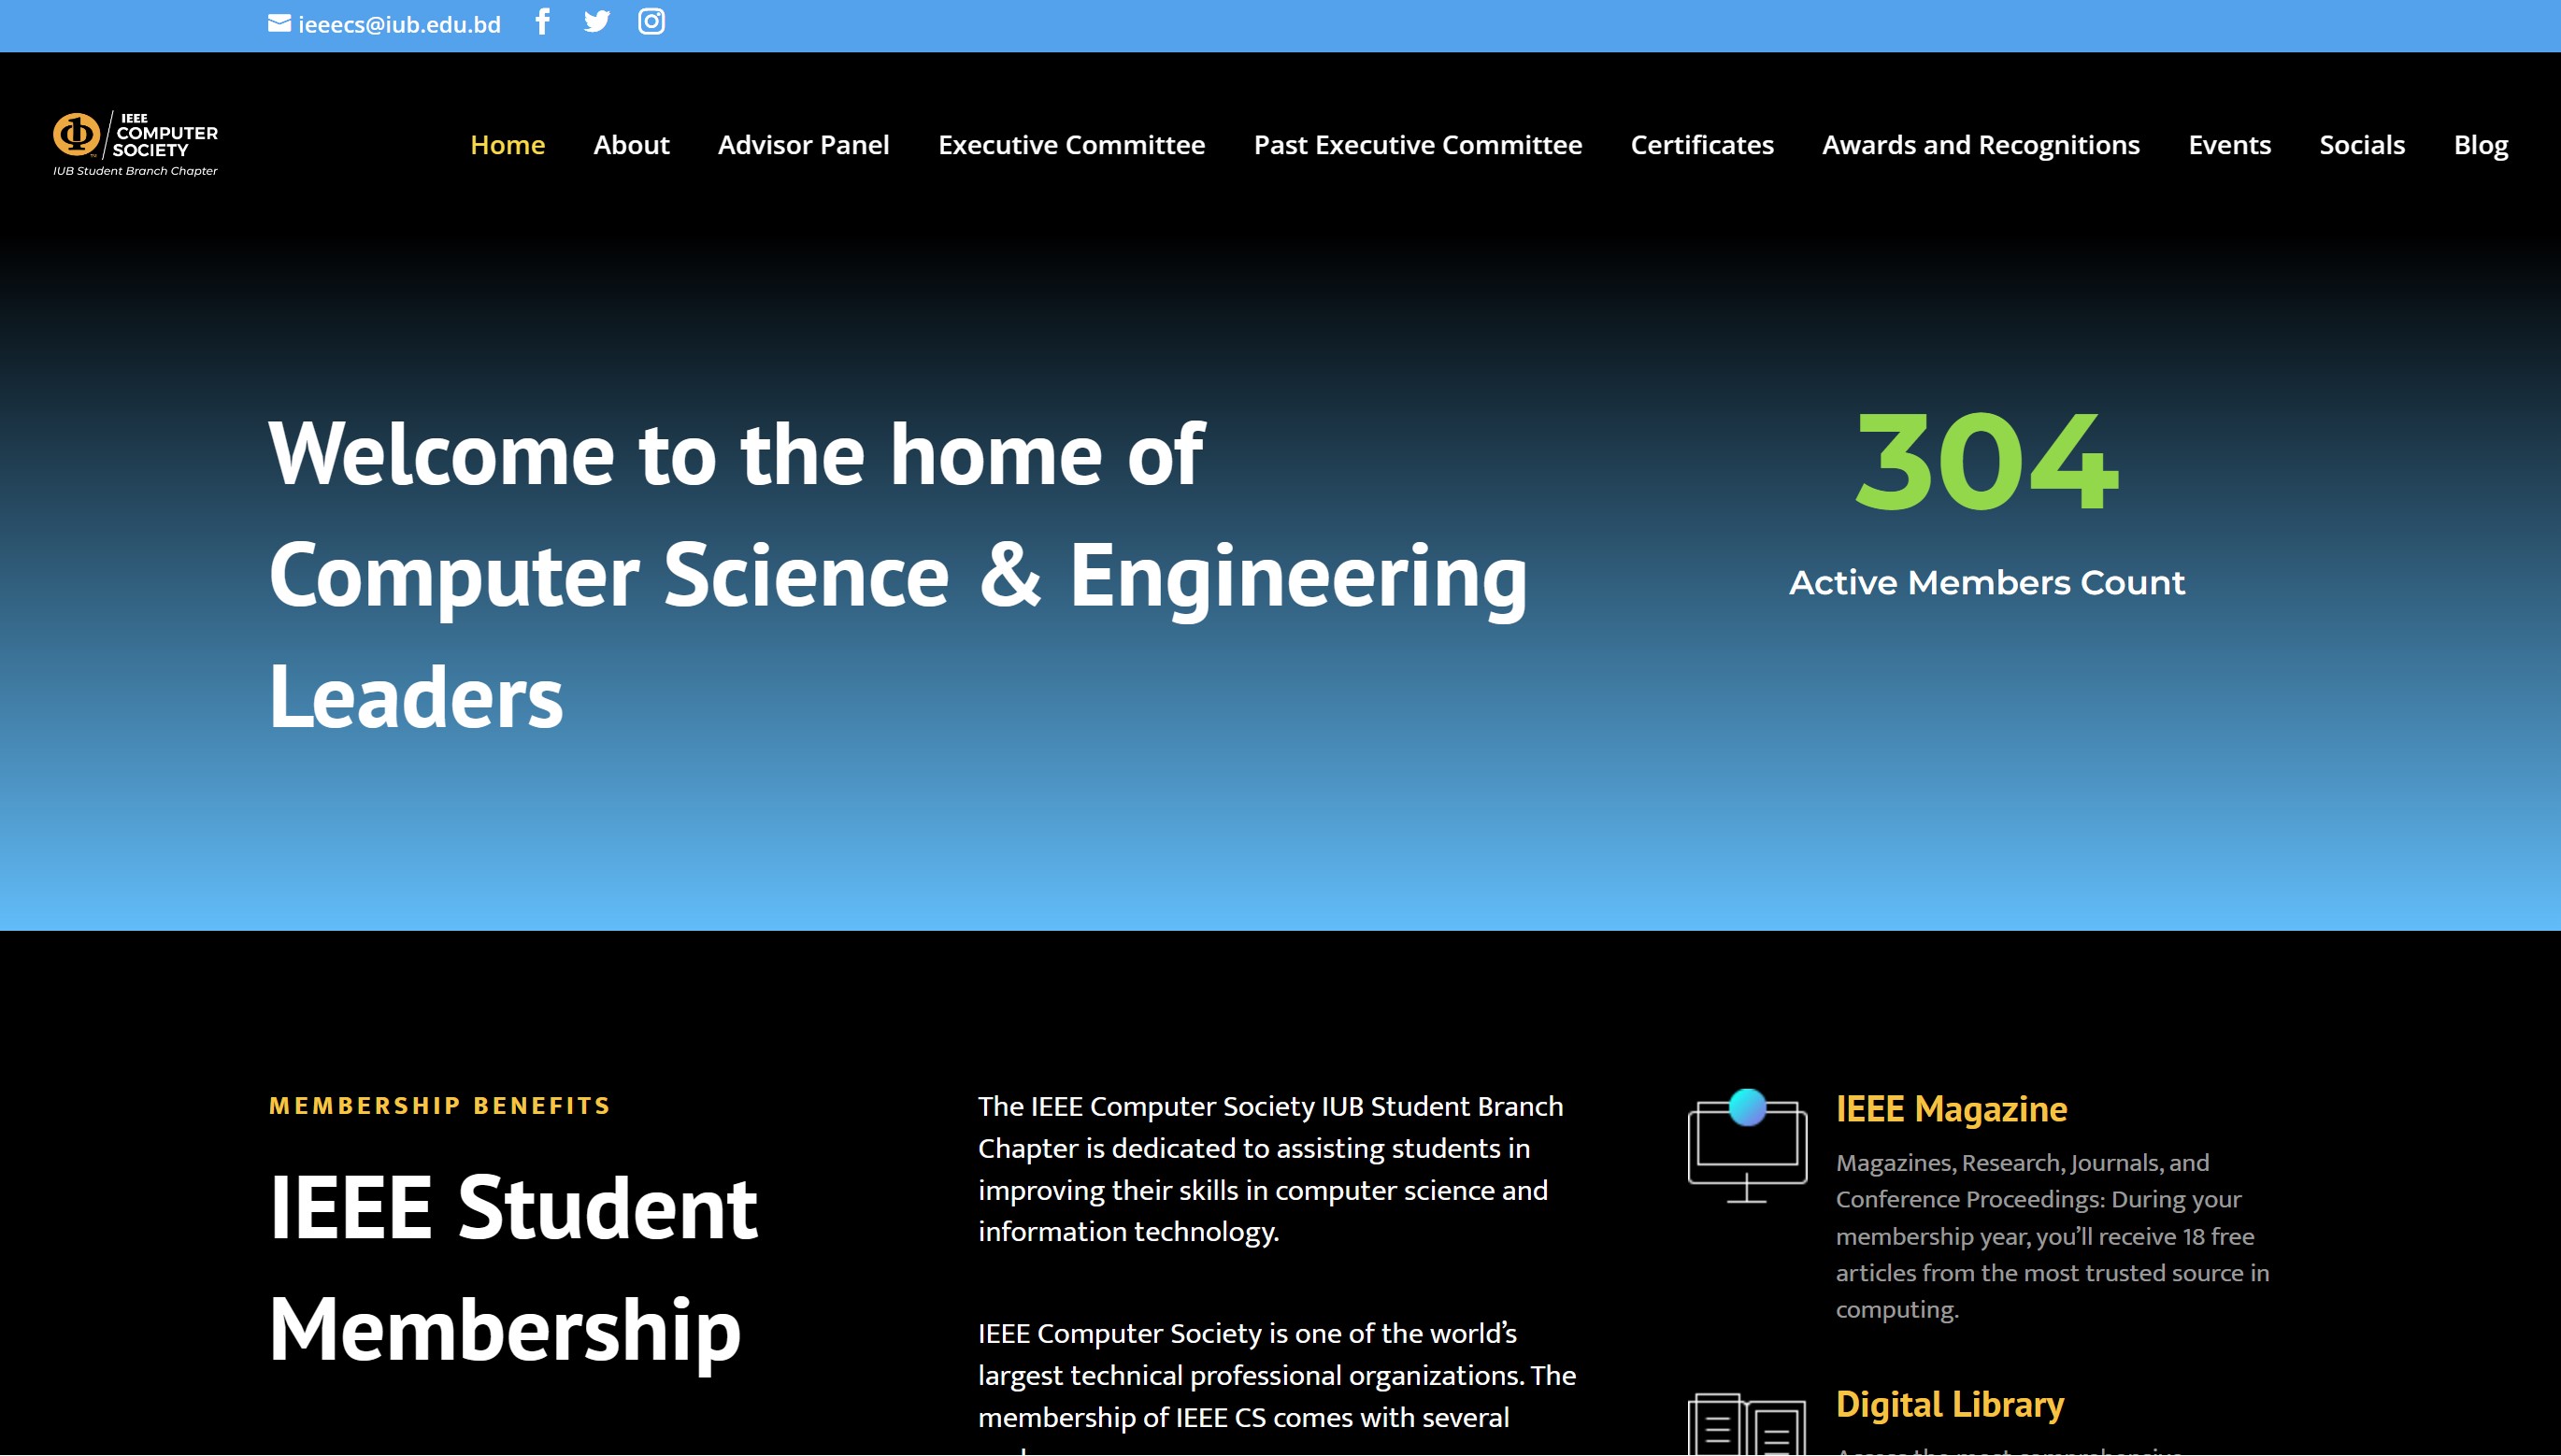 ieeecs@iub.edu.bd
IEEE
COMPUTER
SOCIETY
IUB Student Branch Chapter
Home About Advisor Panel Executive Committee Past Executive Committee Certificates Awards and Recognitions Events Socials Blog
Welcome to the home of
Computer Science & Engineering
Leaders
304
Active Members Count
MEMBERSHIP BENEFITS
IEEE Student
Membership
The IEEE Computer Society IUB Student Branch
Chapter is dedicated to assisting students in
improving their skills in computer science and
information technology.
IEEE Computer Society is one of the world’s
largest technical professional organizations. The
membership of IEEE CS comes with several
IEEE Magazine
Magazines, Research, Journals, and
Conference Proceedings: During your
membership year, you’ll receive 18 free
articles from the most trusted source in
computing.
Digital Library